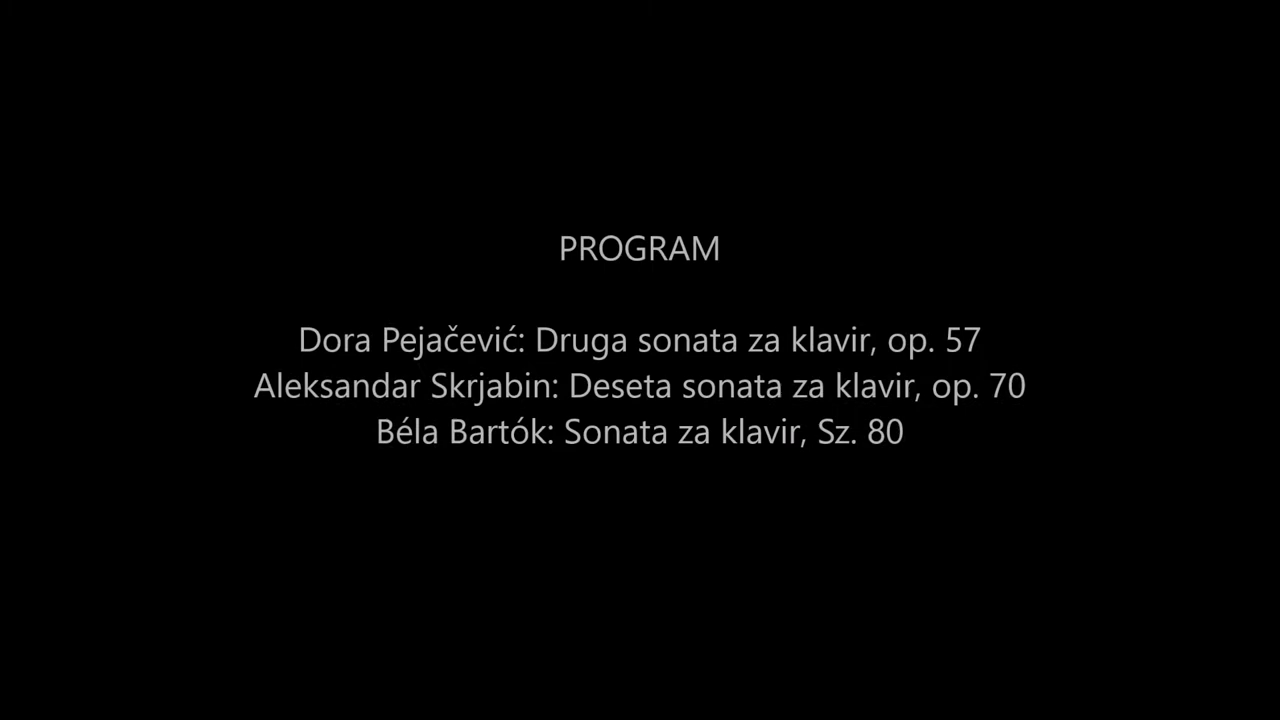 PROGRAM
Dora Pejačević: Druga sonata za klavir, op. 57
Aleksandar Skrjabin: Deseta sonata za klavir, op. 70
Béla Bartók: Sonata za klavir, Sz. 80